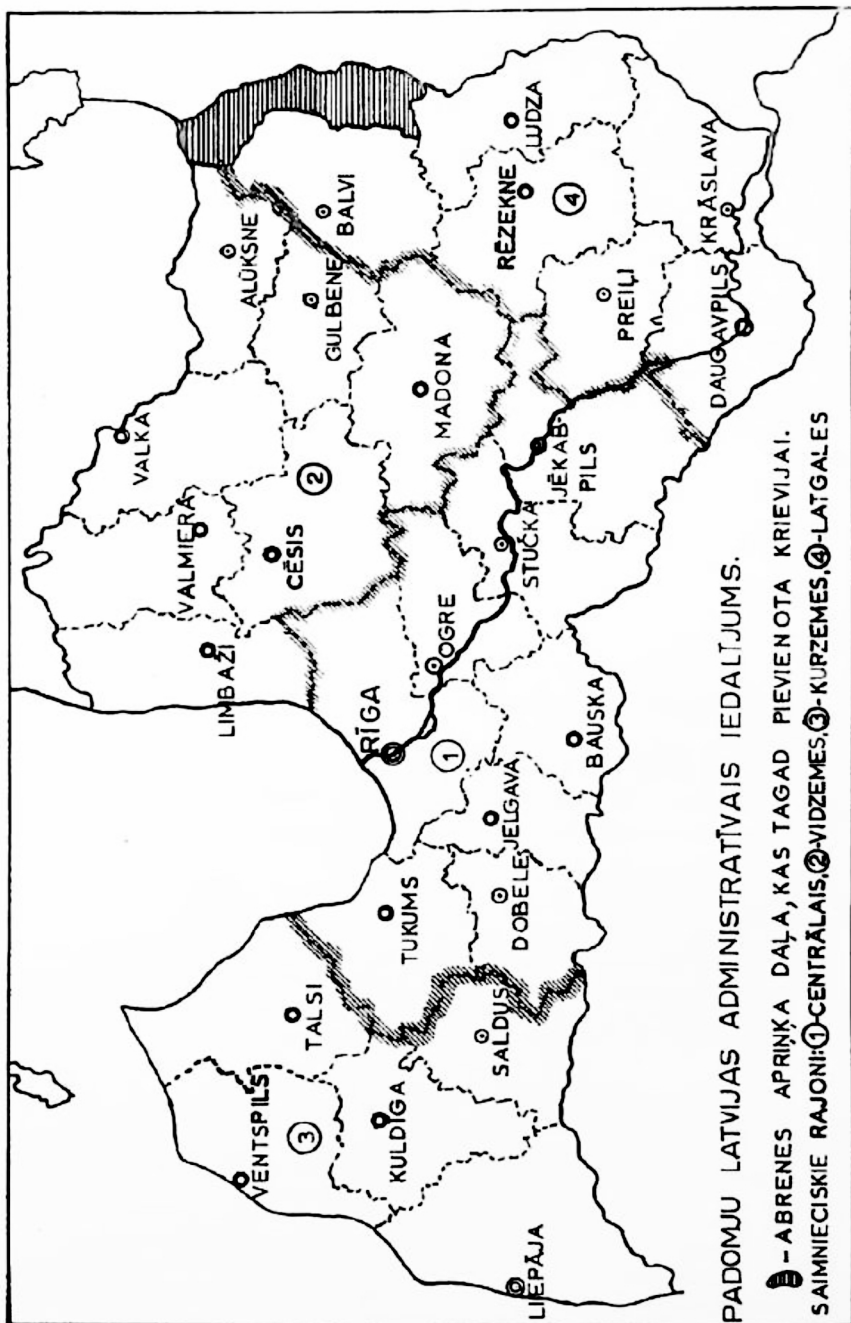 VALKA
VALMIERA
LIMBAŽI
ALŪKSNE
CĒSIS
②
GULBENE
BALVI
MADONA
VENTSPILS
TALSI
③
KULDĪGA
TUKUMS
RĪGA
OGRE
①
LUDZA
RĒZEKNE
④
STUČKA
JĒKAB-
PILS
PREIĻI
LIEPĀJA
SALDUS
DOBELE
JELGAVA
BAUSKA
KRĀSLAVA
DAUGAVPILS
PADOMJU LATVIJAS ADMINISTRATĪVAIS IEDALĪJUMS.
- ABRENES APRIŅĶA DAĻA, KAS TAGAD PIEVIENOTA KRIEVIJAI.
SAIMNIECISKIE RAJONI: ①-CENTRĀLAIS, ②-VIDZEMES, ③-KURZEMES, ④-LATGALES